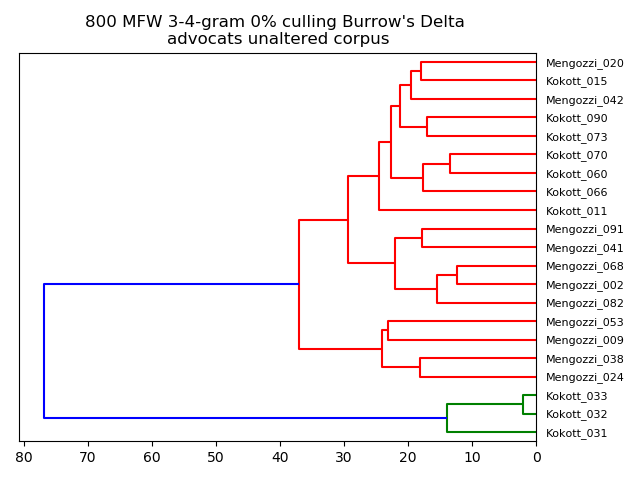 800 MFW 3-4-gram 0% culling Burrow's Delta
advocats unaltered corpus
Mengozzi_020
Kokott_015
Mengozzi_042
Kokott_090
Kokott_073
Kokott_070
Kokott_060
Kokott_066
Kokott_011
Mengozzi_091
Mengozzi_041
Mengozzi_068
Mengozzi_002
Mengozzi_082
Mengozzi_053
Mengozzi_009
Mengozzi_038
Mengozzi_024
Kokott_033
Kokott_032
Kokott_031
80 70 60 50 40 30 20 10 0